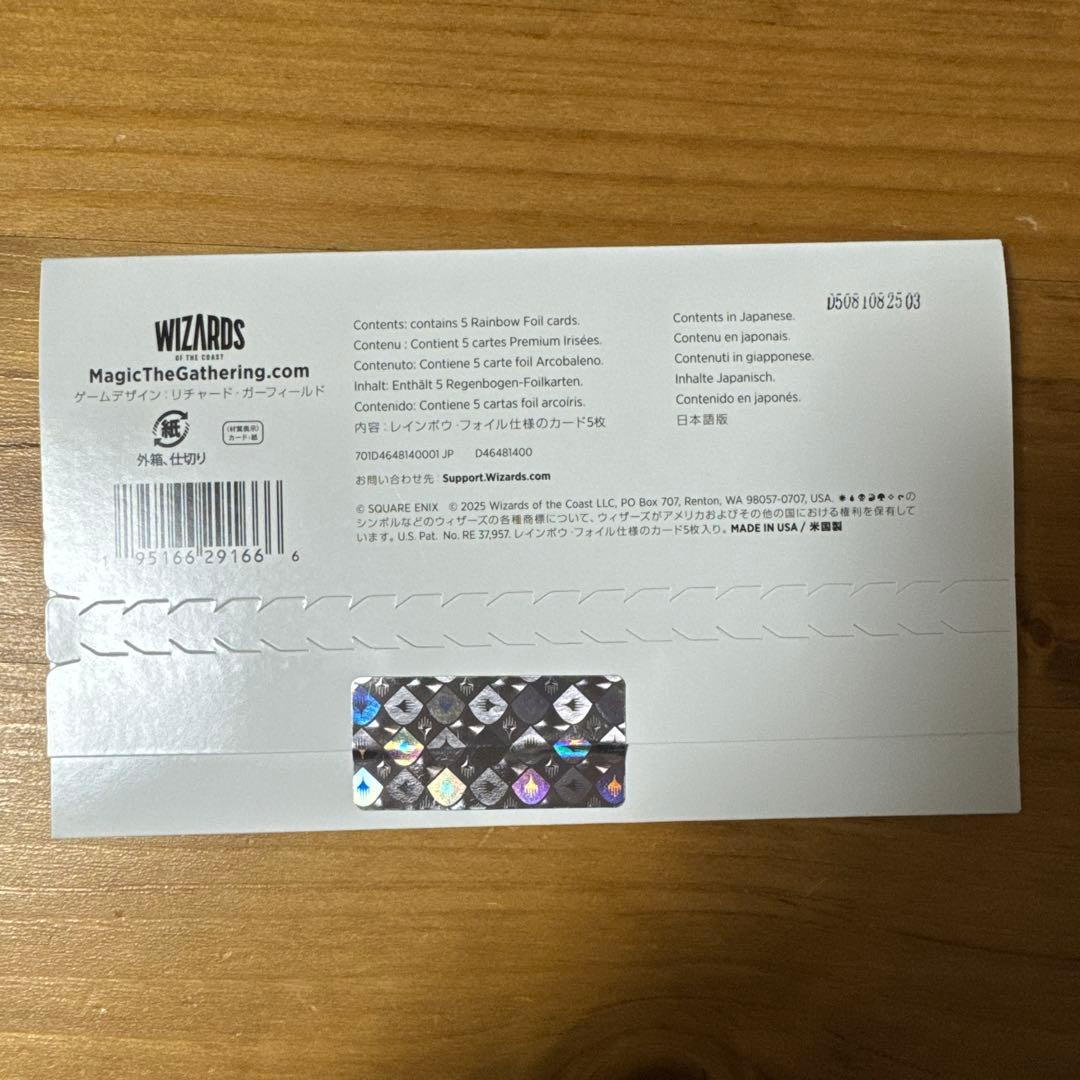 D508108 25 03
WIZARDS
OF THE COAST
MagicTheGathering.com
ゲームデザイン：リチャード・ガーフィールド
紙
外箱、仕切り
〈材質表示〉
カード：紙
1 95166 29166 6
Contents: contains 5 Rainbow Foil cards.
Contenu : Contient 5 cartes Premium Irisées.
Contenuto: Contiene 5 carte foil Arcobaleno.
Inhalt: Enthält 5 Regenbogen-Foilkarten.
Contenido: Contiene 5 cartas foil arcoíris.
内容：レインボウ・フォイル仕様のカード5枚
Contents in Japanese.
Contenu en japonais.
Contenuti in giapponese.
Inhalte Japanisch.
Contenido en japonés.
日本語版
701D4648140001 JP D46481400
お問い合わせ先：Support.Wizards.com
© SQUARE ENIX © 2025 Wizards of the Coast LLC, PO Box 707, Renton, WA 98057-0707, USA. の
シンボルなどのウィザーズの各種商標について、ウィザーズがアメリカおよびその他の国における権利を保有して
います。U.S. Pat. No. RE 37,957. レインボウ・フォイル仕様のカード5枚入り。MADE IN USA / 米国製